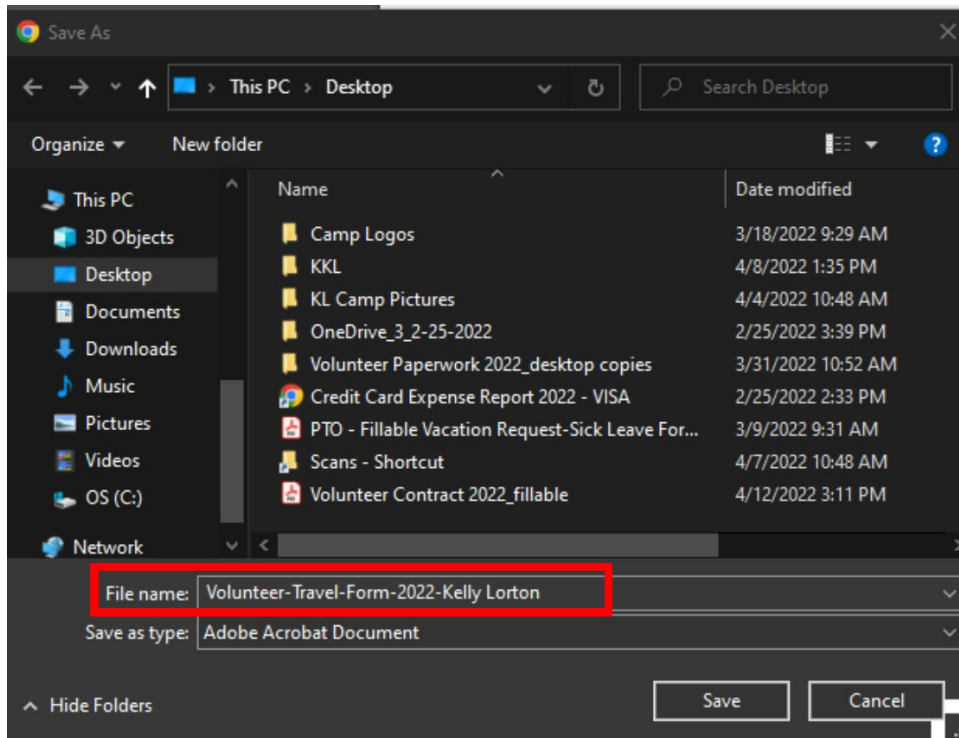 Save As
This PC > Desktop
Search Desktop
Organize
New folder
?
Name
Date modified
This PC
3D Objects
Desktop
Documents
Downloads
Music
Pictures
Videos
OS (C:)
Network
Camp Logos 3/18/2022 9:29 AM
KKL 4/8/2022 1:35 PM
KL Camp Pictures 4/4/2022 10:48 AM
OneDrive_3_2-25-2022 2/25/2022 3:39 PM
Volunteer Paperwork 2022_desktop copies 3/31/2022 10:52 AM
Credit Card Expense Report 2022 - VISA 2/25/2022 2:33 PM
PTO - Fillable Vacation Request-Sick Leave For... 3/9/2022 9:31 AM
Scans - Shortcut 4/7/2022 10:48 AM
Volunteer Contract 2022_fillable 4/12/2022 3:11 PM
File name: Volunteer-Travel-Form-2022-Kelly Lorton
Save as type: Adobe Acrobat Document
Hide Folders
Save
Cancel